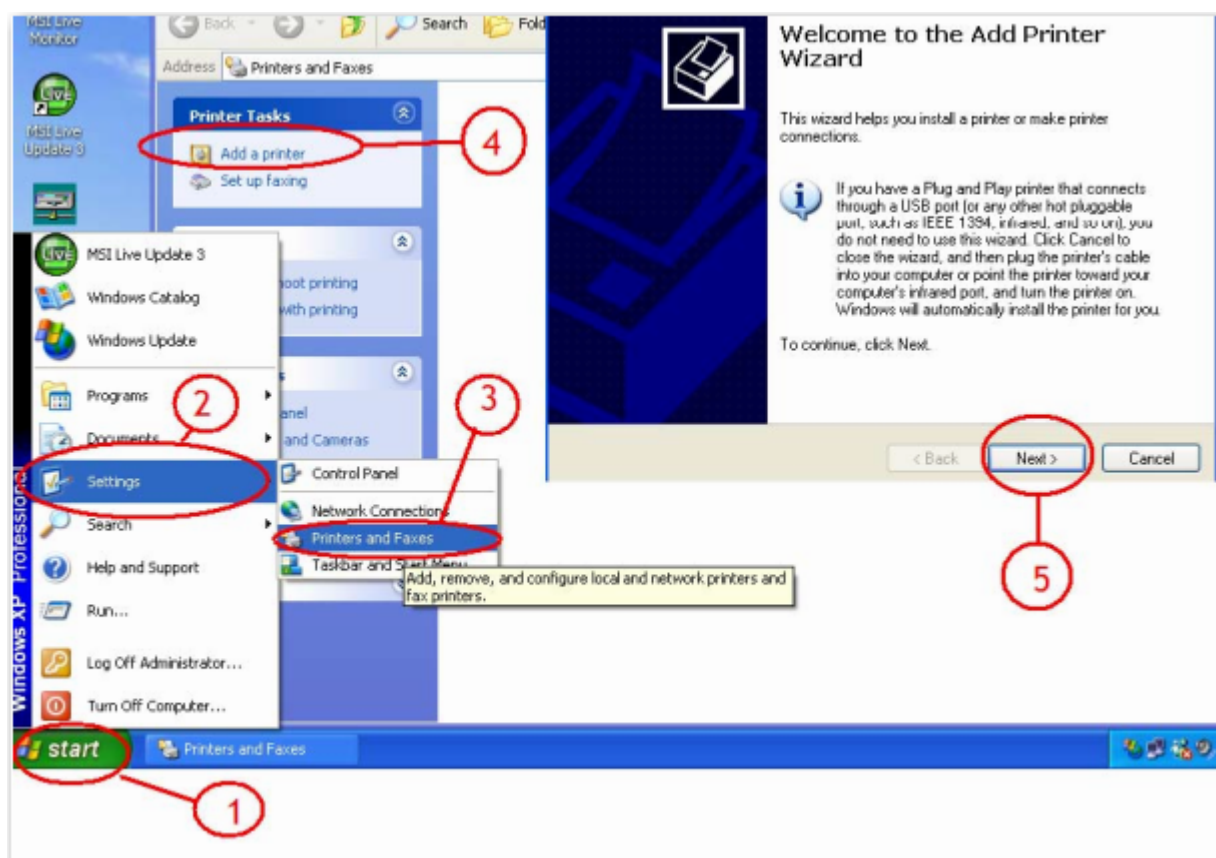 MSI Live
Monitor
MSI Live
Update 3
Back
Search
Fold
Address
Printers and Faxes
Printer Tasks
Add a printer
Set up faxing
4
oot printing
with printing
s
anel
and Cameras
MSI Live Update 3
Windows Catalog
Windows Update
Programs
2
Documents
Settings
Search
Help and Support
Run...
Log Off Administrator...
Turn Off Computer...
Windows XP Professional
3
Control Panel
Network Connections
Printers and Faxes
Taskbar and Start Menu
Add, remove, and configure local and network printers and
fax printers.
start
Printers and Faxes
1
Welcome to the Add Printer
Wizard
This wizard helps you install a printer or make printer
connections.
If you have a Plug and Play printer that connects
through a USB port (or any other hot pluggable
port, such as IEEE 1394, infrared, and so on), you
do not need to use this wizard. Click Cancel to
close the wizard, and then plug the printer's cable
into your computer or point the printer toward your
computer's infrared port, and turn the printer on.
Windows will automatically install the printer for you.
To continue, click Next.
< Back
Next >
Cancel
5